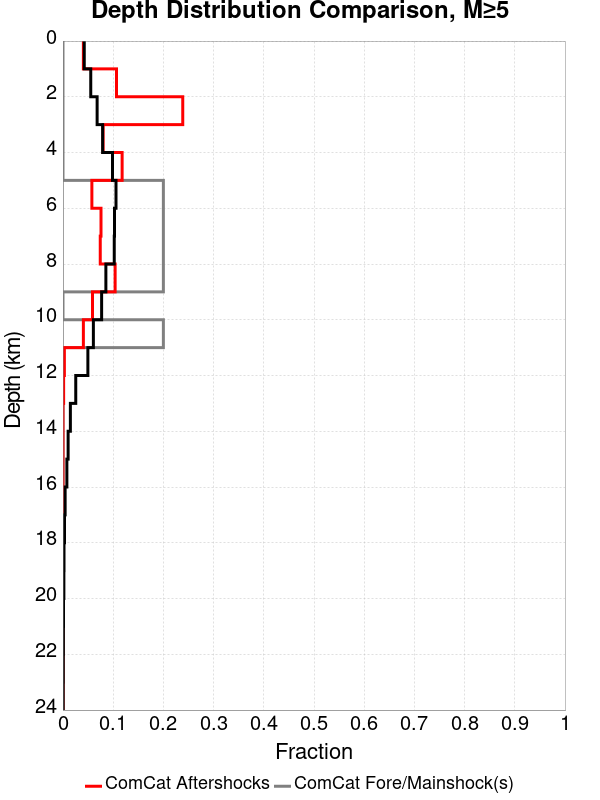 Depth Distribution Comparison, M≥5
0
2
4
6
8
10
12
14
16
18
20
22
24
Depth (km)
0 0.1 0.2 0.3 0.4 0.5 0.6 0.7 0.8 0.9 1
Fraction
ComCat Aftershocks ComCat Fore/Mainshock(s)